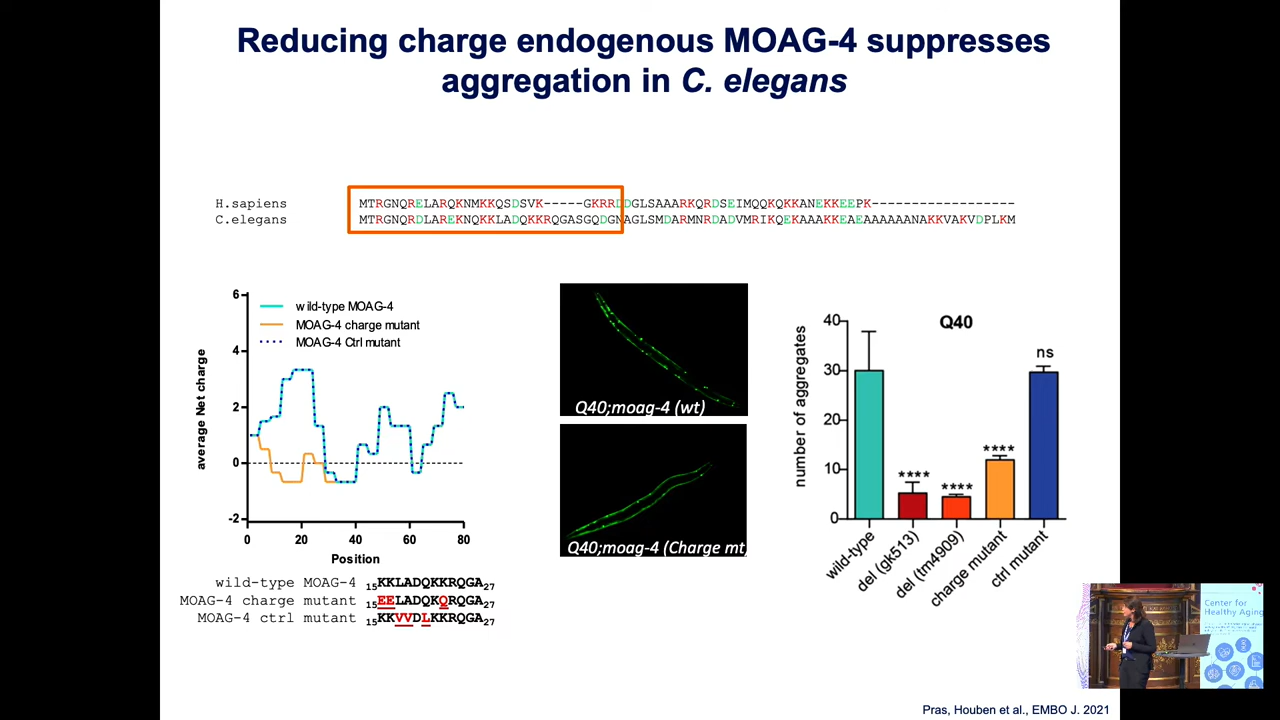 Reducing charge endogenous MOAG-4 suppresses
aggregation in C. elegans
H.sapiens MTRGNQRELARQKNMKKQSDSVK-----GKRRDDGLSAAARKQRDSEIMQQKQKKANEKKEEPK----------------
C.elegans MTRGNQRDLAREKNQKKLADQKKRQGASGQDGNAGLSMDARMNRDADVMRIKQEKAAAKKEAEAAAAAANAKKVAKVDPLKM
6
4
2
0
-2
average Net charge
wild-type MOAG-4
MOAG-4 charge mutant
MOAG-4 Ctrl mutant
0 20 40 60 80
Position
wild-type MOAG-4 15KKLADQKKRQGA27
MOAG-4 charge mutant 15EELADQKQRQGA27
MOAG-4 ctrl mutant 15KKVVDLKKRQGA27
Q40;moag-4 (wt)
Q40;moag-4 (Charge mt)
Q40
40
30
20
10
0
number of aggregates
ns
****
****
****
wild-type
del (gk513)
del (tm4909)
charge mutant
ctrl mutant
Center for
Healthy Aging
Pras, Houben et al., EMBO J. 2021